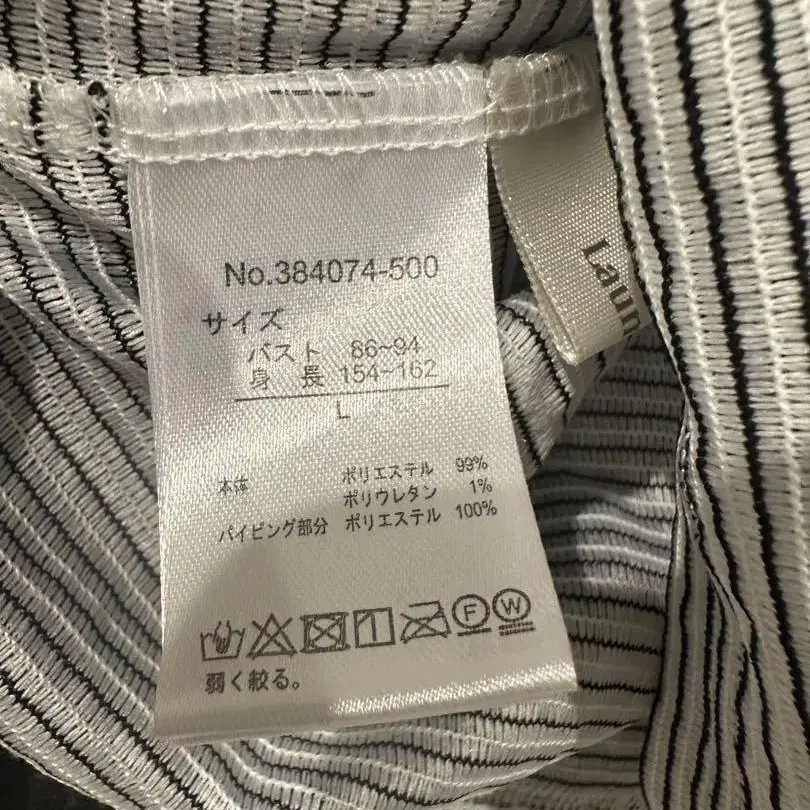 No.384074-500
サイズ
バスト 86~94
身 長 154~162
L
本体 ポリエステル 99%
ポリウレタン 1%
パイピング部分 ポリエステル 100%
F W
弱く絞る。
Laun